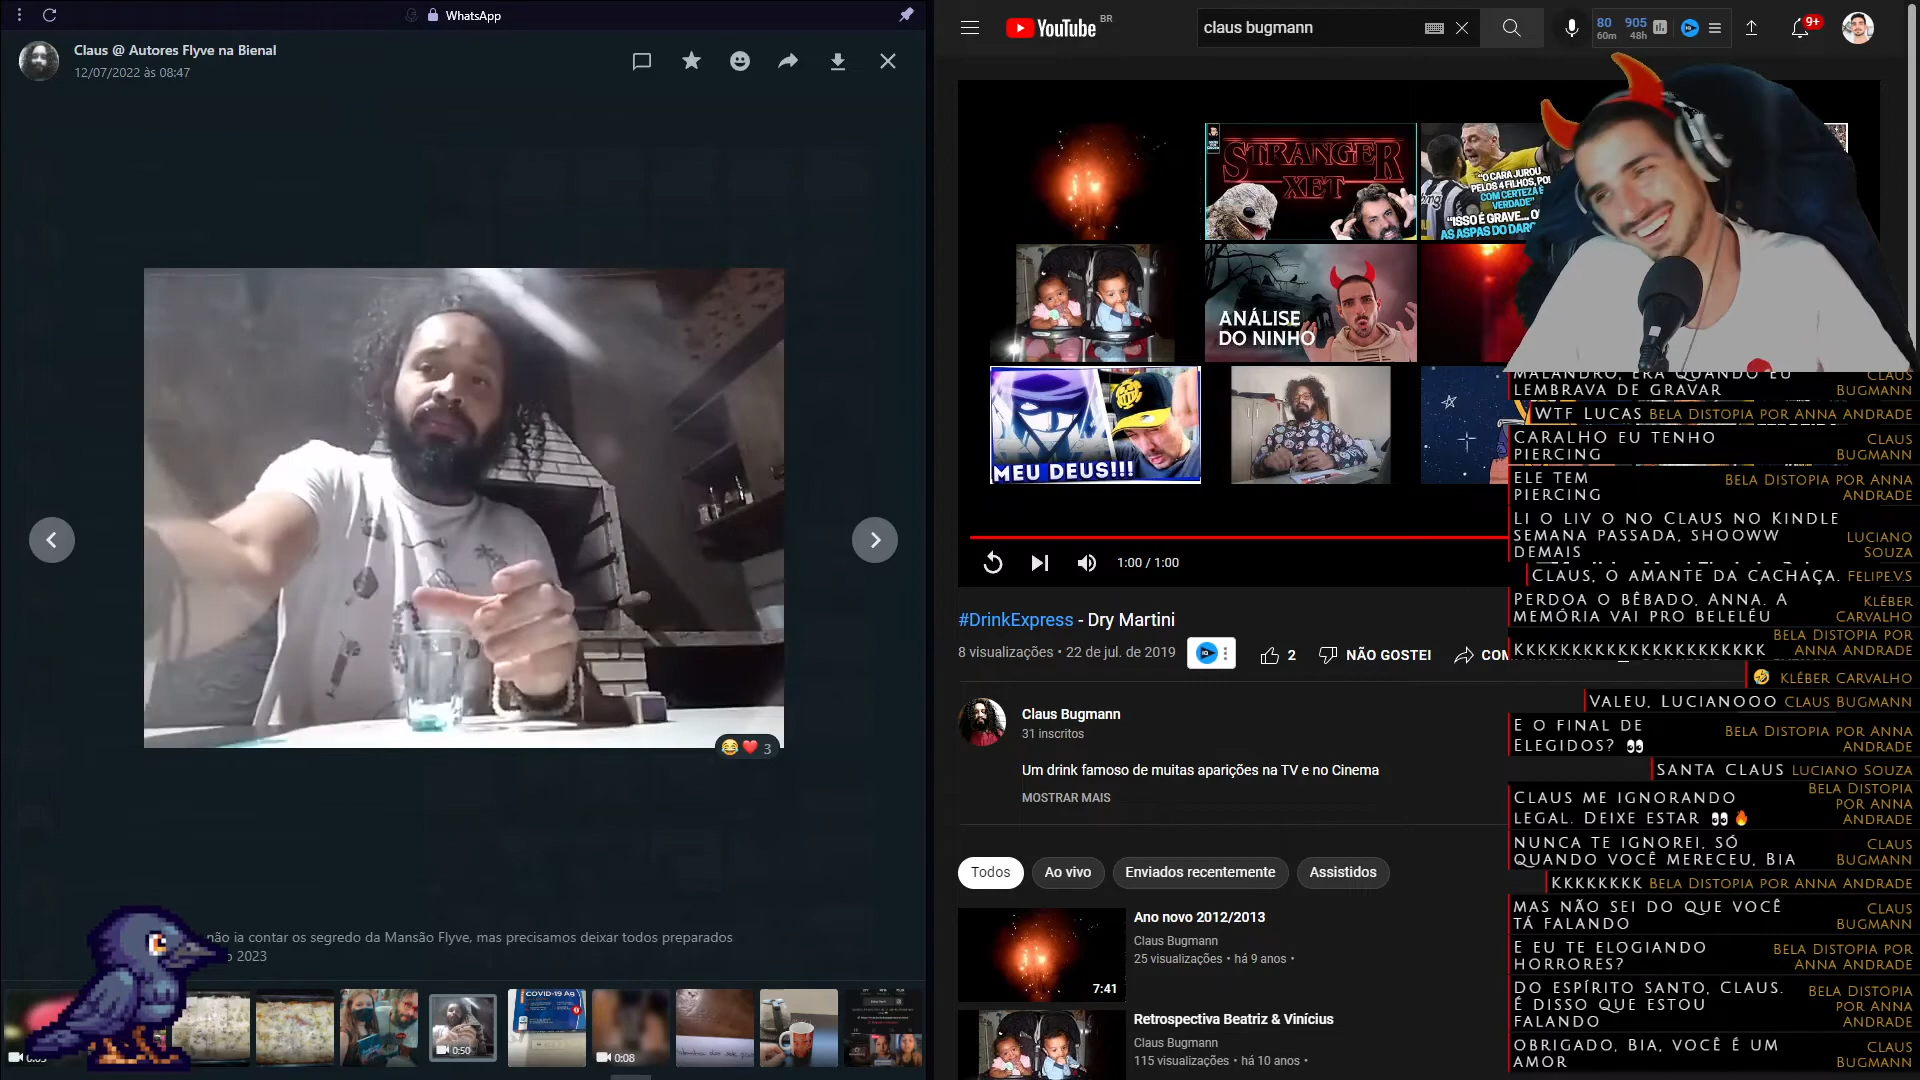 WhatsApp
Claus @ Autores Flyve na Bienal
12/07/2022 às 08:47
3
não ia contar os segredo da Mansão Flyve, mas precisamos deixar todos preparados
2023
COVID-19 Ag
0:50
0:08
YouTube
BR
claus bugmann
80
60m
905
48h
9+
STRANGER
XET
"O CARA JUROU
PELOS 4 FILHOS, PO!
COM CERTEZA É
VERDADE"
"ISSO É GRAVE... O
AS ASPAS DO DARC
ANÁLISE
DO NINHO
MEU DEUS!!!
1:00 / 1:00
#DrinkExpress - Dry Martini
8 visualizações • 22 de jul. de 2019
IQ
2
NÃO GOSTEI
COM
Claus Bugmann
31 inscritos
Um drink famoso de muitas aparições na TV e no Cinema
MOSTRAR MAIS
Todos
Ao vivo
Enviados recentemente
Assistidos
7:41
Ano novo 2012/2013
Claus Bugmann
25 visualizações • há 9 anos •
Retrospectiva Beatriz & Vinícius
Claus Bugmann
115 visualizações • há 10 anos •
MALANDRO, ERA QUANDO EU
LEMBRAVA DE GRAVAR
CLAUS
BUGMANN
WTF LUCAS BELA DISTOPIA POR ANNA ANDRADE
CARALHO EU TENHO
PIERCING
CLAUS
BUGMANN
ELE TEM
PIERCING
BELA DISTOPIA POR ANNA
ANDRADE
LI O LIV O NO CLAUS NO KINDLE
SEMANA PASSADA, SHOOWW
DEMAIS
LUCIANO
SOUZA
CLAUS, O AMANTE DA CACHAÇA. FELIPE.V.S
PERDOA O BÊBADO, ANNA. A
MEMÓRIA VAI PRO BELELÉU
KLÉBER
CARVALHO
KKKKKKKKKKKKKKKKKKKKK
BELA DISTOPIA POR
ANNA ANDRADE
🤣 KLÉBER CARVALHO
VALEU, LUCIANOOO CLAUS BUGMANN
E O FINAL DE
ELEGIDOS? 👀
BELA DISTOPIA POR ANNA
ANDRADE
SANTA CLAUS LUCIANO SOUZA
CLAUS ME IGNORANDO
LEGAL. DEIXE ESTAR 👀🔥
BELA DISTOPIA
POR ANNA
ANDRADE
NUNCA TE IGNOREI, SÓ
QUANDO VOCÊ MERECEU, BIA
CLAUS
BUGMANN
KKKKKKKK BELA DISTOPIA POR ANNA ANDRADE
MAS NÃO SEI DO QUE VOCÊ
TÁ FALANDO
CLAUS
BUGMANN
E EU TE ELOGIANDO
HORRORES?
BELA DISTOPIA POR
ANNA ANDRADE
DO ESPÍRITO SANTO, CLAUS.
É DISSO QUE ESTOU
FALANDO
BELA DISTOPIA
POR ANNA
ANDRADE
OBRIGADO, BIA, VOCÊ É UM
AMOR
CLAUS
BUGMANN